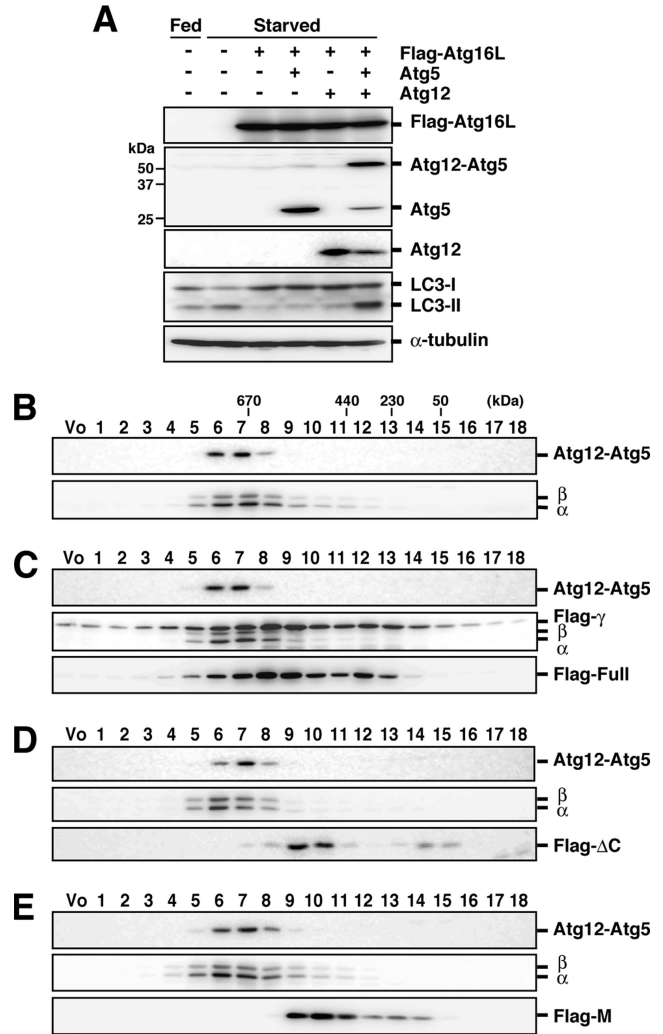 A
Fed Starved
- - + + + + Flag-Atg16L
- - - + - + Atg5
- - - - + + Atg12
Flag-Atg16L
kDa
50
37
25
Atg12-Atg5
Atg5
Atg12
LC3-I
LC3-II
α-tubulin
B
670 440 230 50 (kDa)
Vo 1 2 3 4 5 6 7 8 9 10 11 12 13 14 15 16 17 18
Atg12-Atg5
β
α
C
Vo 1 2 3 4 5 6 7 8 9 10 11 12 13 14 15 16 17 18
Atg12-Atg5
Flag-γ
β
α
Flag-Full
D
Vo 1 2 3 4 5 6 7 8 9 10 11 12 13 14 15 16 17 18
Atg12-Atg5
β
α
Flag-ΔC
E
Vo 1 2 3 4 5 6 7 8 9 10 11 12 13 14 15 16 17 18
Atg12-Atg5
β
α
Flag-M